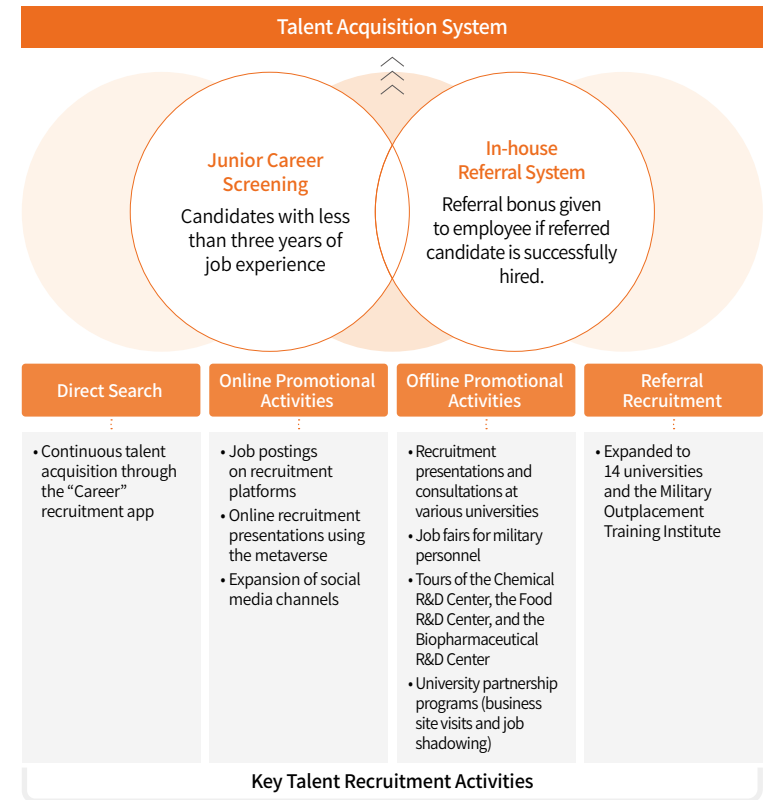 Talent Acquisition System
Junior Career
Screening
Candidates with less
than three years of
job experience
In-house
Referral System
Referral bonus given
to employee if referred
candidate is successfully
hired.
Direct Search
• Continuous talent
acquisition through
the “Career”
recruitment app
Online Promotional
Activities
• Job postings
on recruitment
platforms
• Online recruitment
presentations using
the metaverse
• Expansion of social
media channels
Offline Promotional
Activities
• Recruitment
presentations and
consultations at
various universities
• Job fairs for military
personnel
• Tours of the Chemical
R&D Center, the Food
R&D Center, and the
Biopharmaceutical
R&D Center
• University partnership
programs (business
site visits and job
shadowing)
Referral
Recruitment
• Expanded to
14 universities
and the Military
Outplacement
Training Institute
Key Talent Recruitment Activities